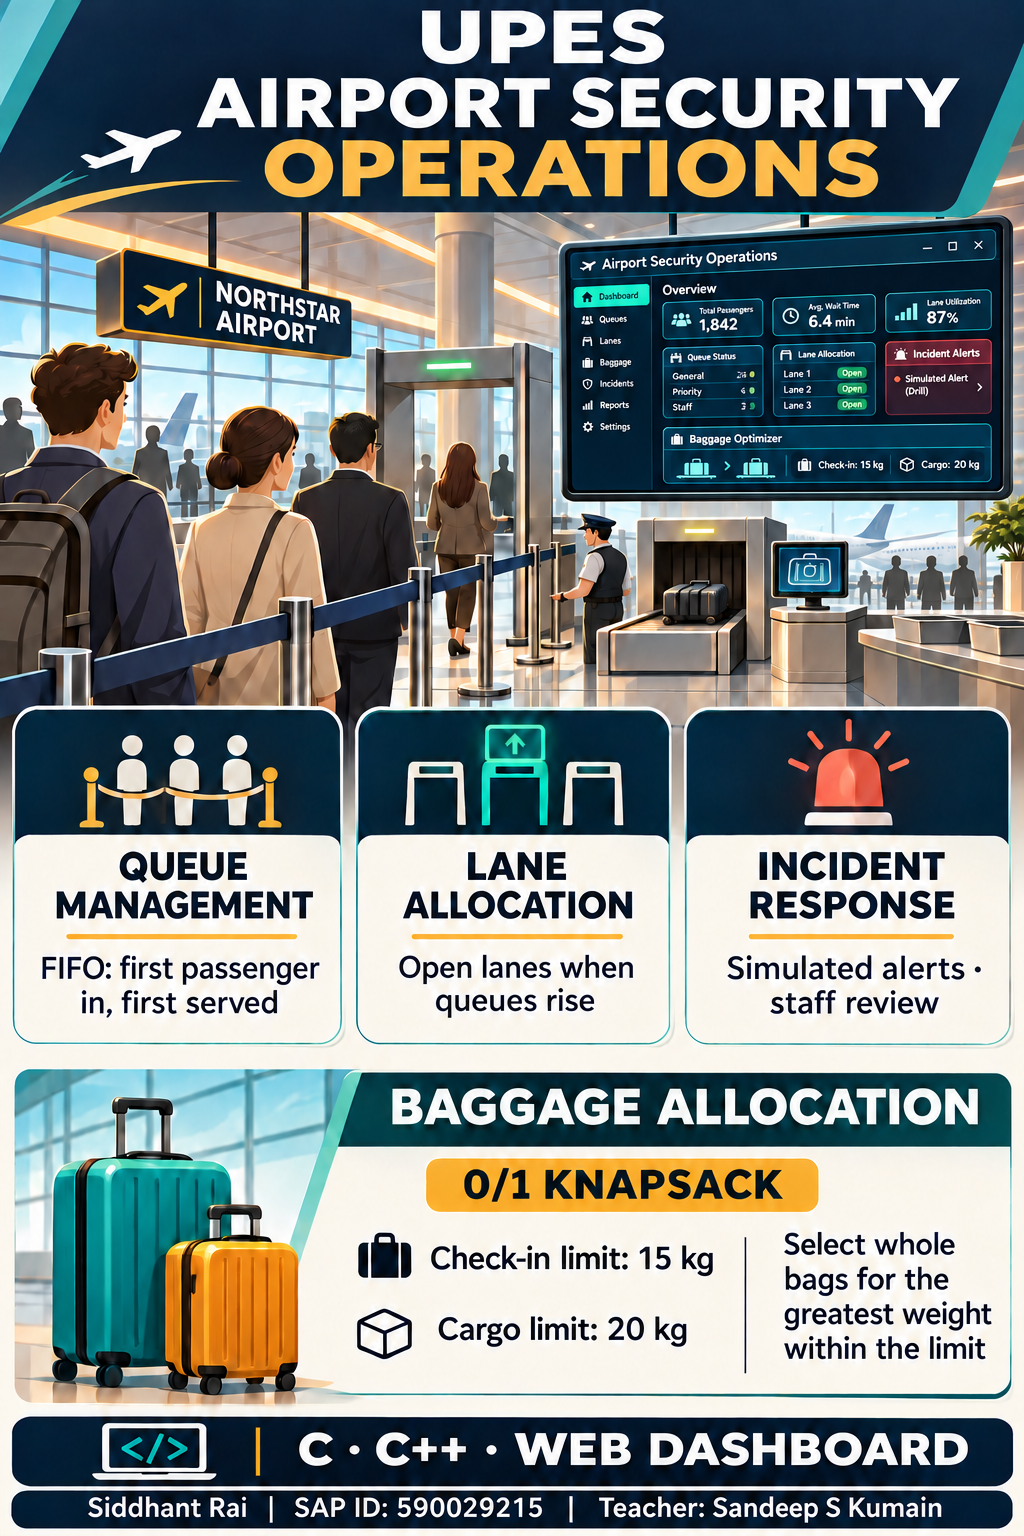 UPES
AIRPORT SECURITY
OPERATIONS
NORTHSTAR
AIRPORT
Airport Security Operations
Dashboard
Queues
Lanes
Baggage
Incidents
Reports
Settings
Overview
Total Passengers
1,842
Avg. Wait Time
6.4 min
Lane Utilization
87%
Queue Status
General
Priority
Staff
Lane Allocation
Lane 1 Open
Lane 2 Open
Lane 3 Open
Incident Alerts
Simulated Alert
(Drill)
Baggage Optimizer
Check-in: 15 kg
Cargo: 20 kg
QUEUE
MANAGEMENT
FIFO: first passenger
in, first served
LANE
ALLOCATION
Open lanes when
queues rise
INCIDENT
RESPONSE
Simulated alerts •
staff review
BAGGAGE ALLOCATION
0/1 KNAPSACK
Check-in limit: 15 kg
Cargo limit: 20 kg
Select whole
bags for the
greatest weight
within the limit
</> | C · C++ · WEB DASHBOARD
Siddhant Rai | SAP ID: 590029215 | Teacher: Sandeep S Kumain